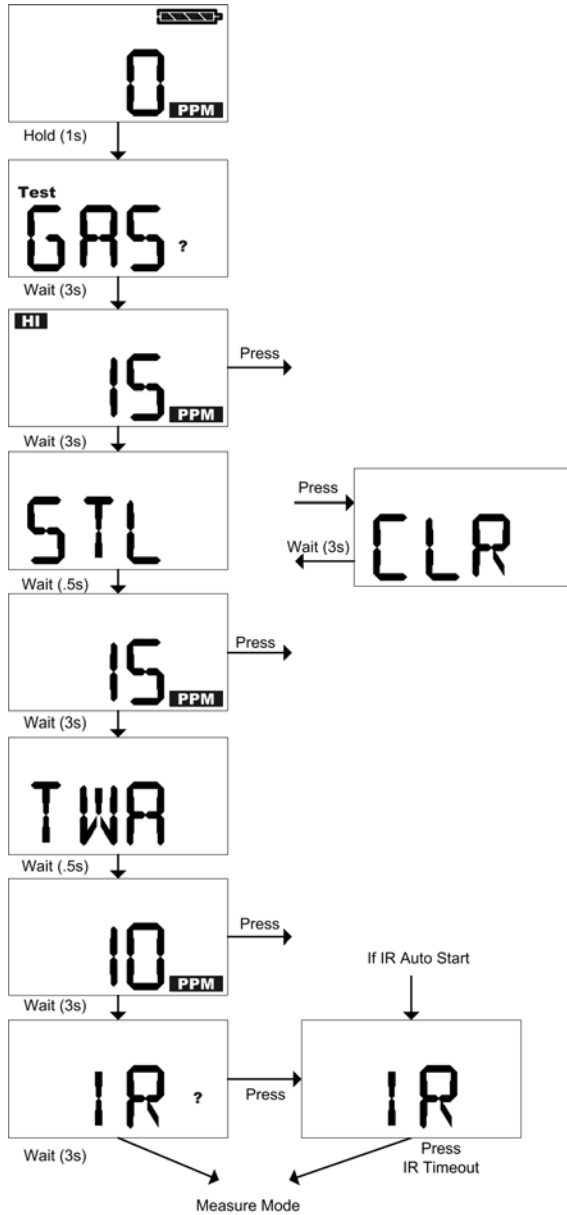 0
PPM
Hold (1s)
Test
GAS ?
Wait (3s)
HI
15
PPM
Press
Wait (3s)
STL
Wait (.5s)
Press
CLR
Wait (3s)
15
PPM
Press
Wait (3s)
TWA
Wait (.5s)
10
PPM
Press
Wait (3s)
IR ?
Press
Wait (3s)
If IR Auto Start
IR
Press
IR Timeout
Measure Mode